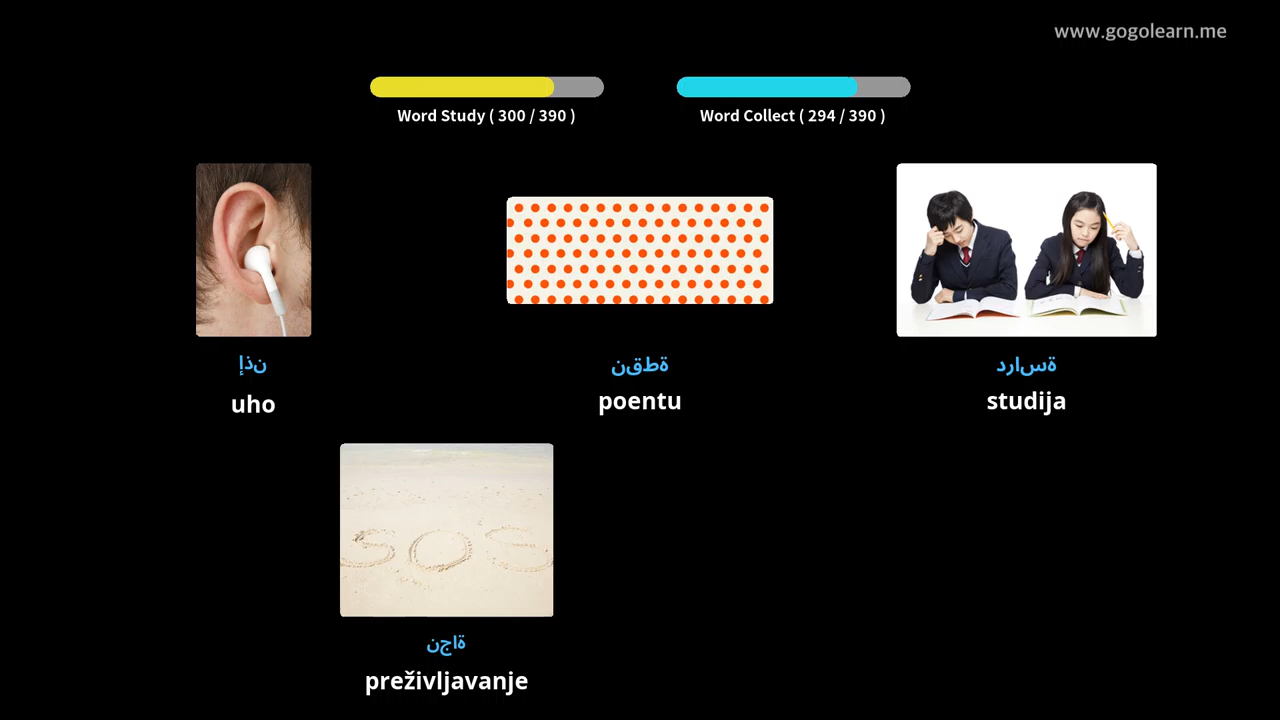 www.gogolearn.me
Word Study ( 300 / 390 )
Word Collect ( 294 / 390 )
نذإ
uho
ةطقن
poentu
ةسارد
studija
SOS
ةاجن
preživljavanje